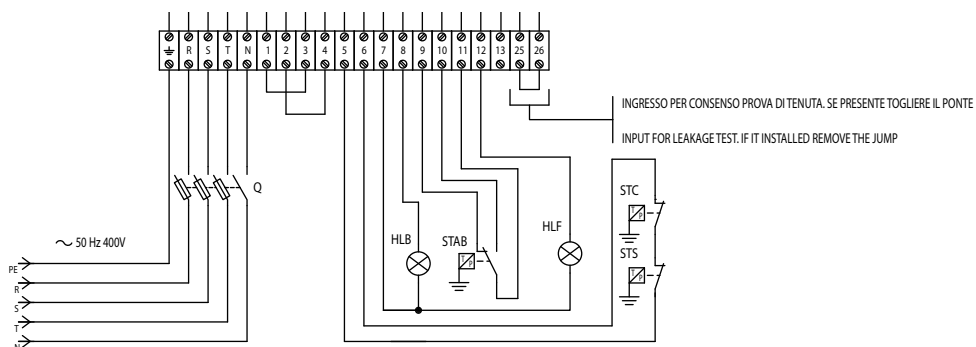 R S T N 1 2 3 4 5 6 7 8 9 10 11 12 13 25 26
INGRESSO PER CONSENSO PROVA DI TENUTA. SE PRESENTE TOGLIERE IL PONTE
INPUT FOR LEAKAGE TEST. IF IT INSTALLED REMOVE THE JUMP
Q
STC
T P
HLB
STAB
HLF
50 Hz 400V
STS
T P
T P
PE
R
S
T
N